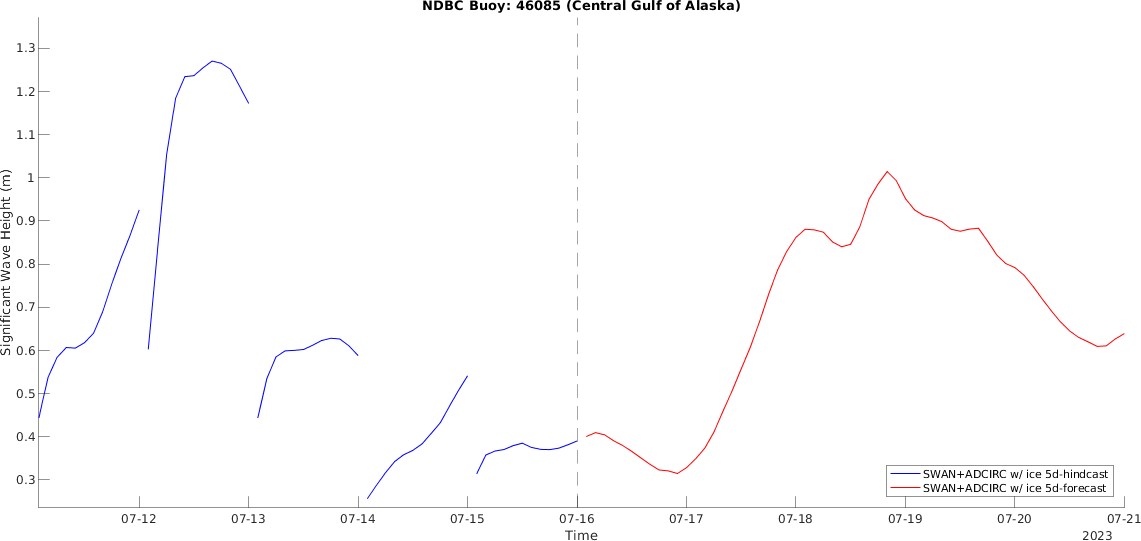 NDBC Buoy: 46085 (Central Gulf of Alaska)
Significant Wave Height (m)
1.3
1.2
1.1
1
0.9
0.8
0.7
0.6
0.5
0.4
0.3
SWAN+ADCIRC w/ ice 5d-hindcast
SWAN+ADCIRC w/ ice 5d-forecast
07-12 07-13 07-14 07-15 07-16 07-17 07-18 07-19 07-20 07-21
Time
2023